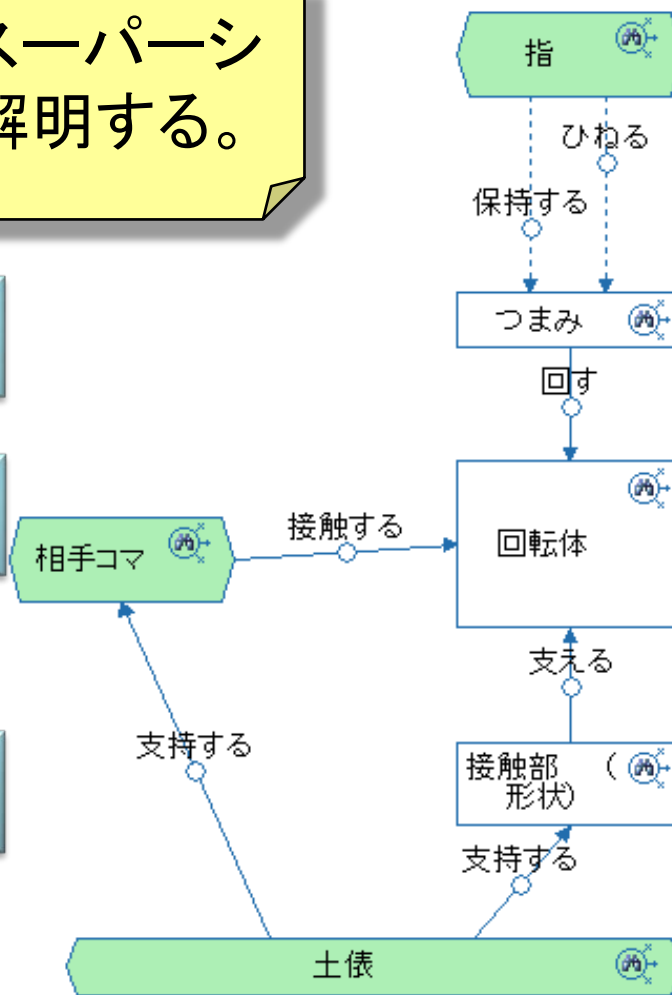 スーパーシ
解明する。
指
ひねる
保持する
つまみ
回す
接触する
相手コマ
回転体
支える
支持する
接触部 (
形状)
支持する
土俵